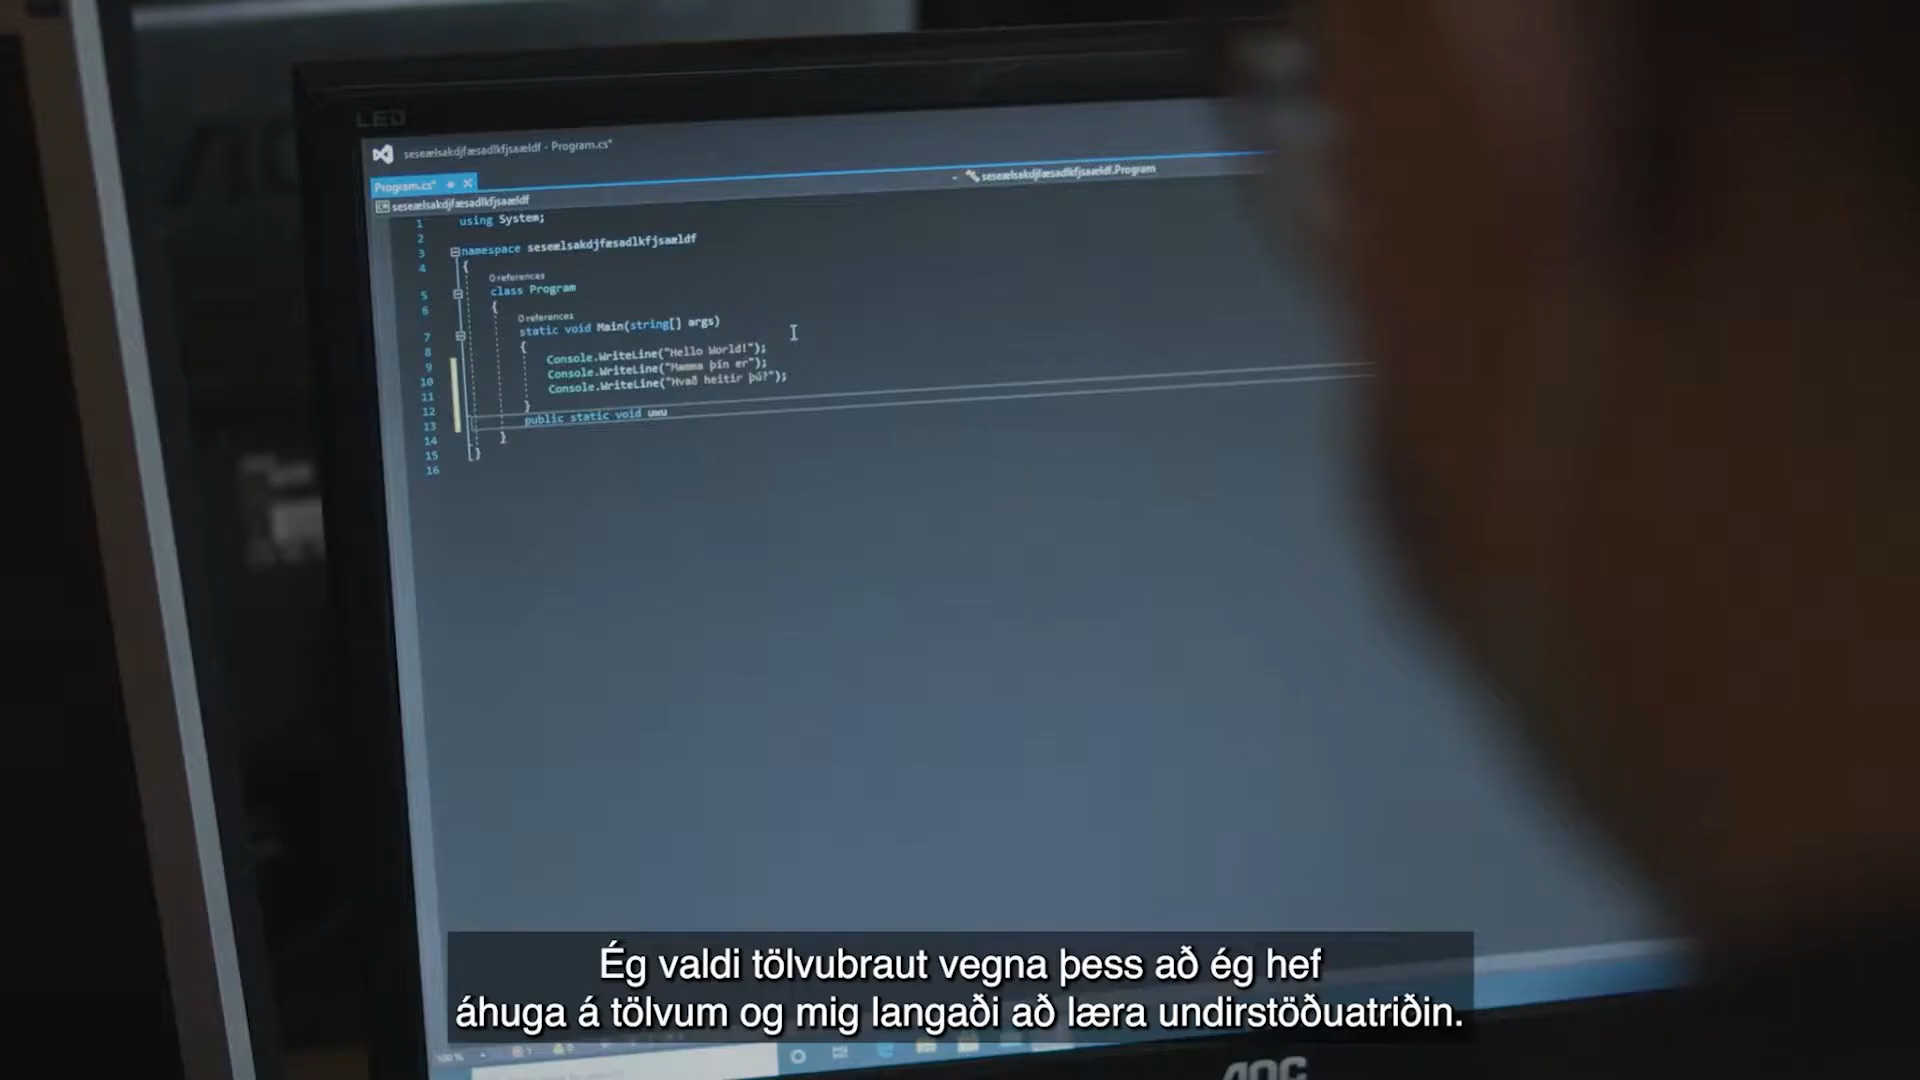 LED
seseælsakdjfæsadlkfjsaældf - Program.cs*
Program.cs*
seseælsakdjfæsadlkfjsaældf
seseælsakdjfæsadlkfjsaældf.Program
1 using System;
2
3 namespace seseælsakdjfæsadlkfjsaældf
4 {
0 references
5 class Program
6 {
0 references
7 static void Main(string[] args)
8 {
9 Console.WriteLine("Hello World!");
10 Console.WriteLine("Mamma þín er");
11 Console.WriteLine("Hvað heitir þú?");
12 }
13 public static void uwu
14 }
15 }
16
Ég valdi tölvubraut vegna þess að ég hef
áhuga á tölvum og mig langaði að læra undirstöðuatriðin.
100 %
AOC